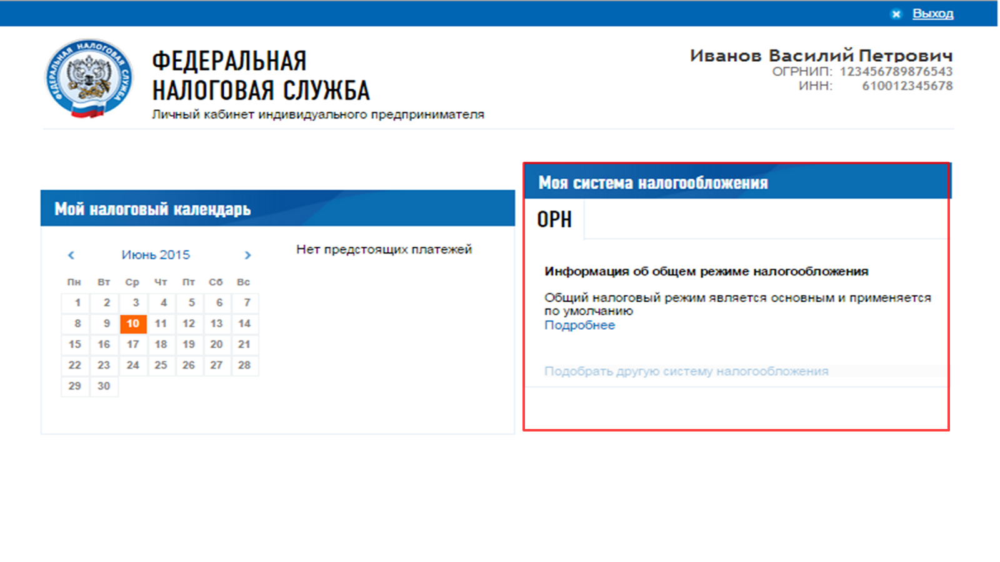 Выход
ФЕДЕРАЛЬНАЯ НАЛОГОВАЯ СЛУЖБА
ФЕДЕРАЛЬНАЯ
НАЛОГОВАЯ СЛУЖБА
Личный кабинет индивидуального предпринимателя
Иванов Василий Петрович
ОГРНИП: 123456789876543
ИНН: 610012345678
Мой налоговый календарь
Июнь 2015
Пн Вт Ср Чт Пт Сб Вс
1 2 3 4 5 6 7
8 9 10 11 12 13 14
15 16 17 18 19 20 21
22 23 24 25 26 27 28
29 30
Нет предстоящих платежей
Моя система налогообложения
ОРН
Информация об общем режиме налогообложения
Общий налоговый режим является основным и применяется
по умолчанию
Подробнее
Подобрать другую систему налогообложения